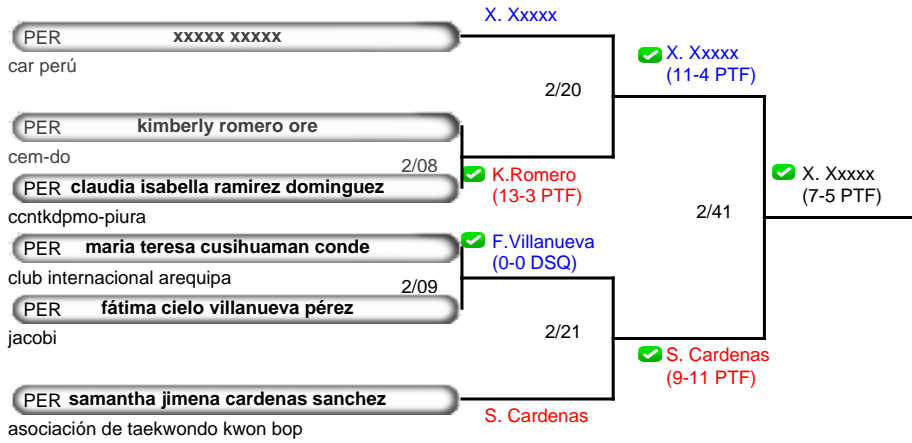 X. Xxxxx
PER xxxxx xxxxx
car perú
X. Xxxxx
(11-4 PTF)
2/20
PER kimberly romero ore
cem-do
2/08
K.Romero
(13-3 PTF)
X. Xxxxx
(7-5 PTF)
PER claudia isabella ramirez dominguez
ccntkdpmo-piura
2/41
PER maria teresa cusihuaman conde
club internacional arequipa
F.Villanueva
(0-0 DSQ)
2/09
PER fátima cielo villanueva pérez
jacobi
2/21
S. Cardenas
(9-11 PTF)
PER samantha jimena cardenas sanchez
asociación de taekwondo kwon bop
S. Cardenas